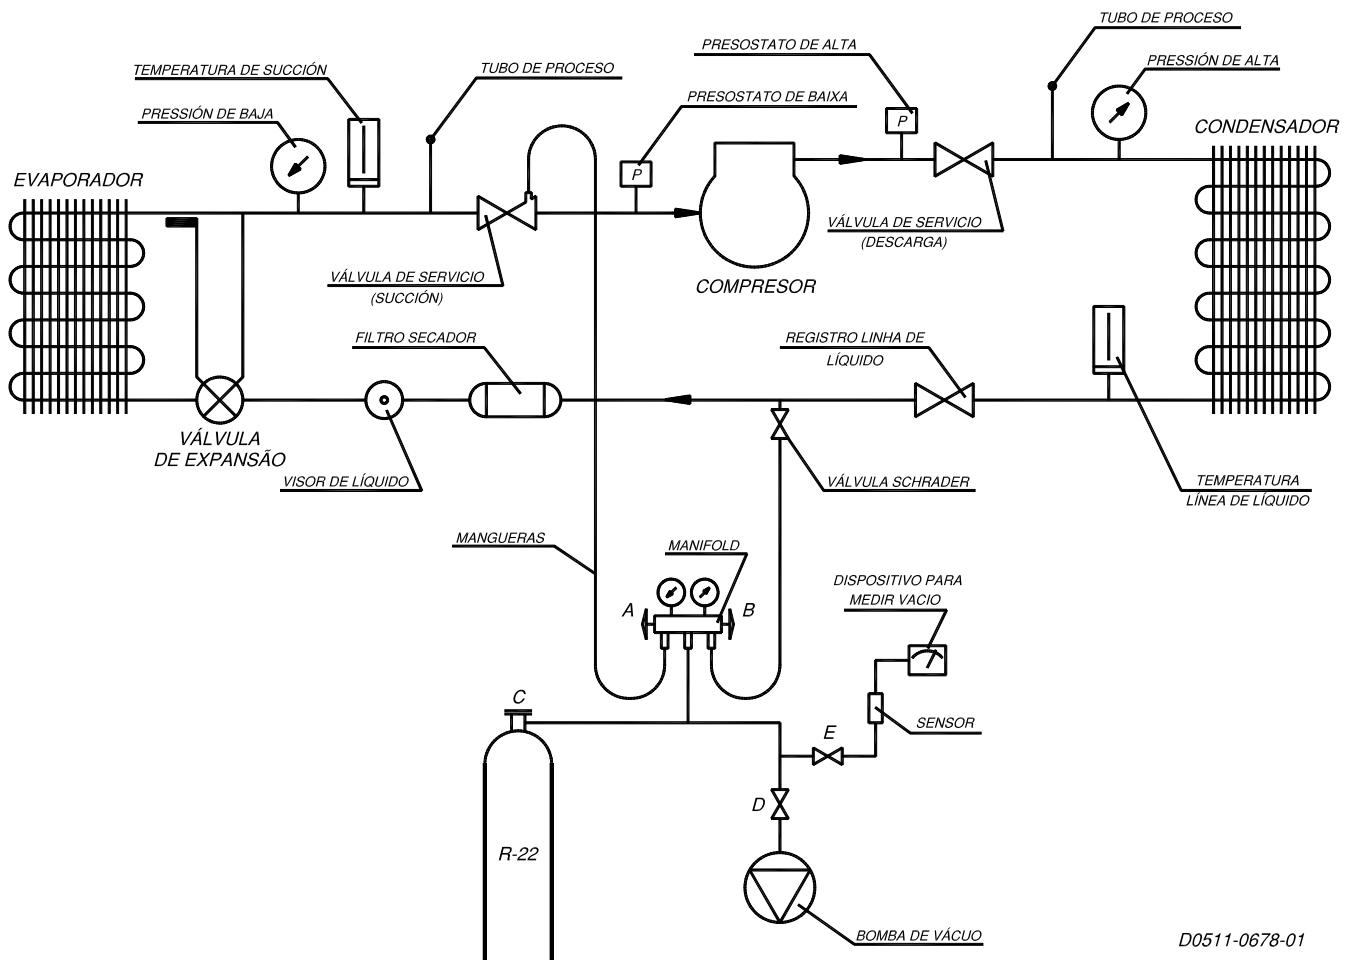 TUBO DE PROCESO
PRESOSTATO DE ALTA
PRESSIÓN DE ALTA
TEMPERATURA DE SUCCIÓN
TUBO DE PROCESO
PRESOSTATO DE BAIXA
PRESSIÓN DE BAJA
P
CONDENSADOR
EVAPORADOR
P
VÁLVULA DE SERVICIO
(DESCARGA)
VÁLVULA DE SERVICIO
(SUCCIÓN)
COMPRESOR
FILTRO SECADOR
REGISTRO LINHA DE
LÍQUIDO
VÁLVULA
DE EXPANSÃO
VISOR DE LÍQUIDO
VÁLVULA SCHRADER
TEMPERATURA
LÍNEA DE LÍQUIDO
MANGUERAS
MANIFOLD
DISPOSITIVO PARA
MEDIR VACIO
A
B
C
SENSOR
E
D
R-22
BOMBA DE VÁCUO
D0511-0678-01